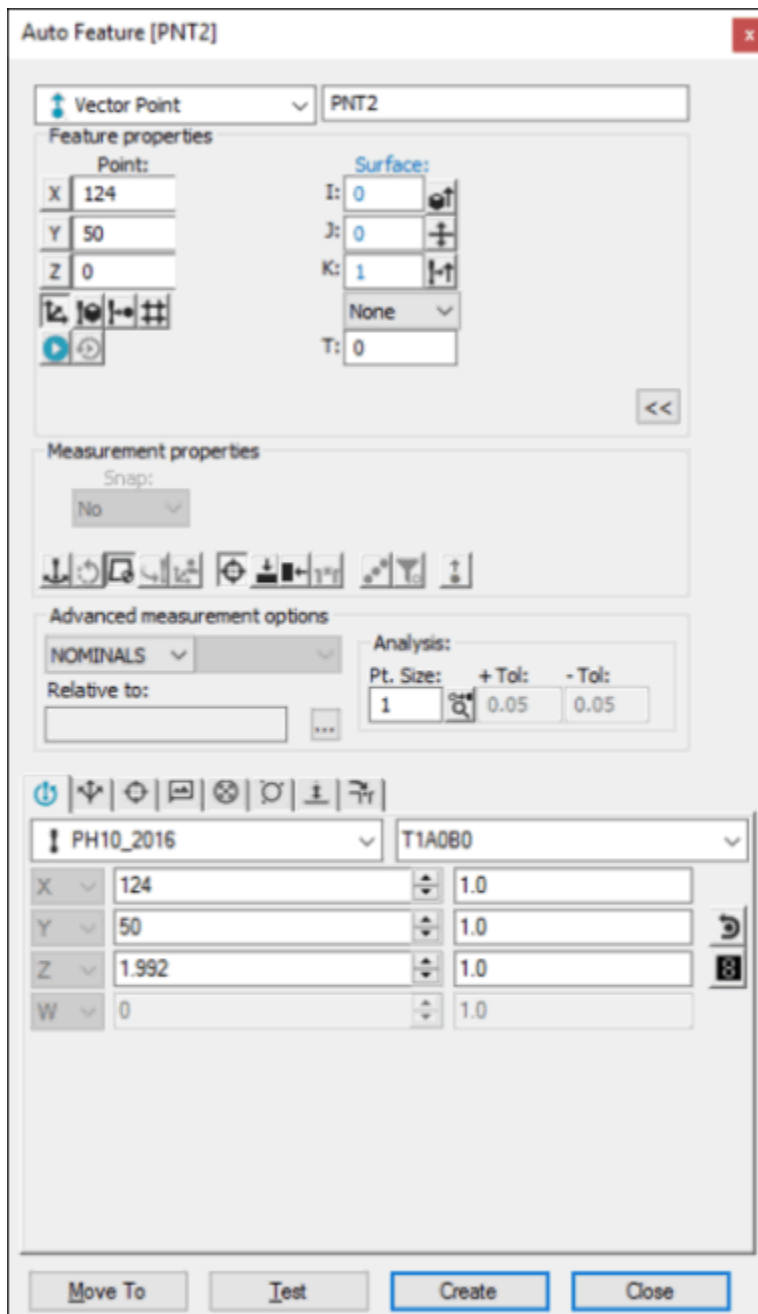 Auto Feature [PNT2]
x
Vector Point PNT2
Feature properties
Point: Surface:
X 124 I: 0
Y 50 J: 0
Z 0 K: 1
None
T: 0
<<
Measurement properties
Snap:
No
Advanced measurement options
NOMINALS
Analysis:
Pt. Size: + Tol: - Tol:
Relative to:
1 0.05 0.05
...
PH10_2016 T1A0B0
X 124 1.0
Y 50 1.0
Z 1.992 1.0
W 0 1.0
Move To Test Create Close